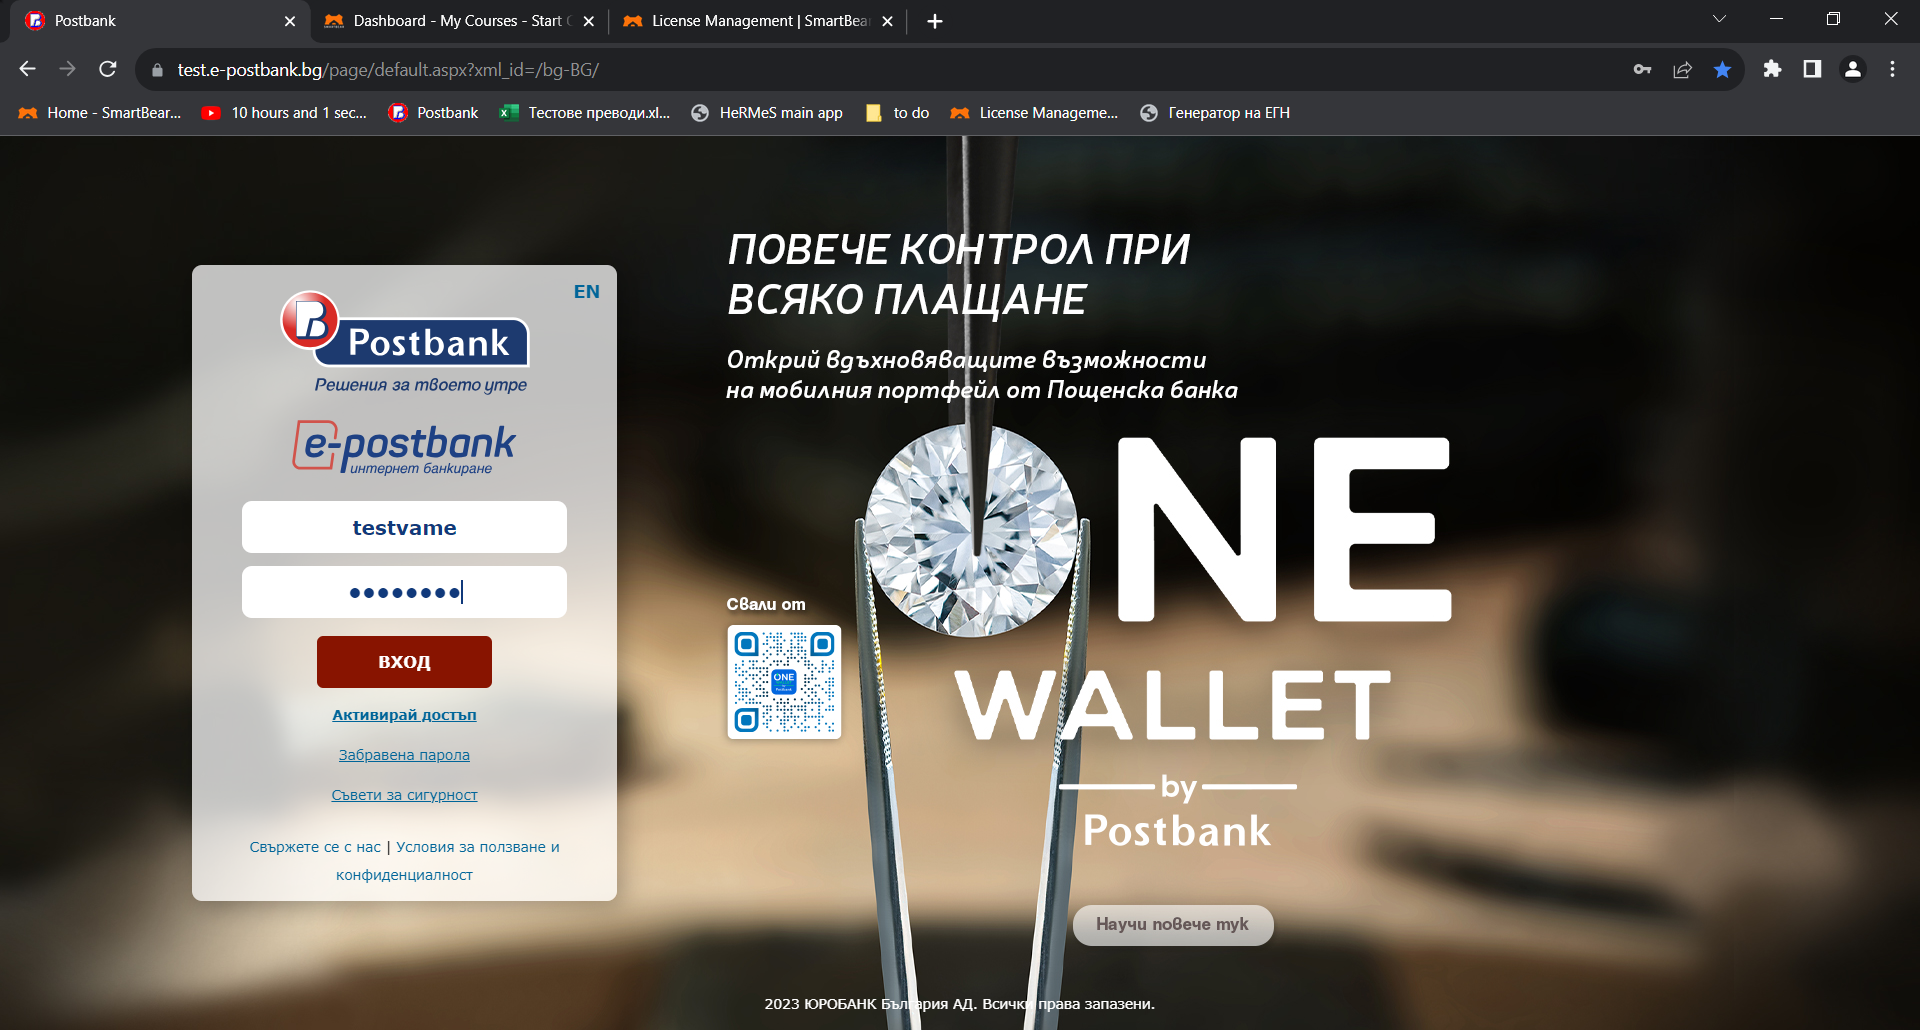 Postbank
Dashboard - My Courses - Start
License Management | SmartBear
test.e-postbank.bg/page/default.aspx?xml_id=/bg-BG/
Home - SmartBear...
10 hours and 1 sec...
Postbank
Тестове преводи.xl...
HeRMeS main app
to do
License Manageme...
Генератор на ЕГН
EN
Postbank
Решения за твоето утре
e-postbank
интернет банкиране
testvame
••••••••
ВХОД
Активирай достъп
Забравена парола
Съвети за сигурност
Свържете се с нас | Условия за ползване и
конфиденциалност
ПОВЕЧЕ КОНТРОЛ ПРИ
ВСЯКО ПЛАЩАНЕ
Открий вдъхновяващите възможности
на мобилния портфейл от Пощенска банка
NE
Свали от
ONE
WALLET
by
Postbank
Научи повече тук
2023 ЮРОБАНК България АД. Всички права запазени.